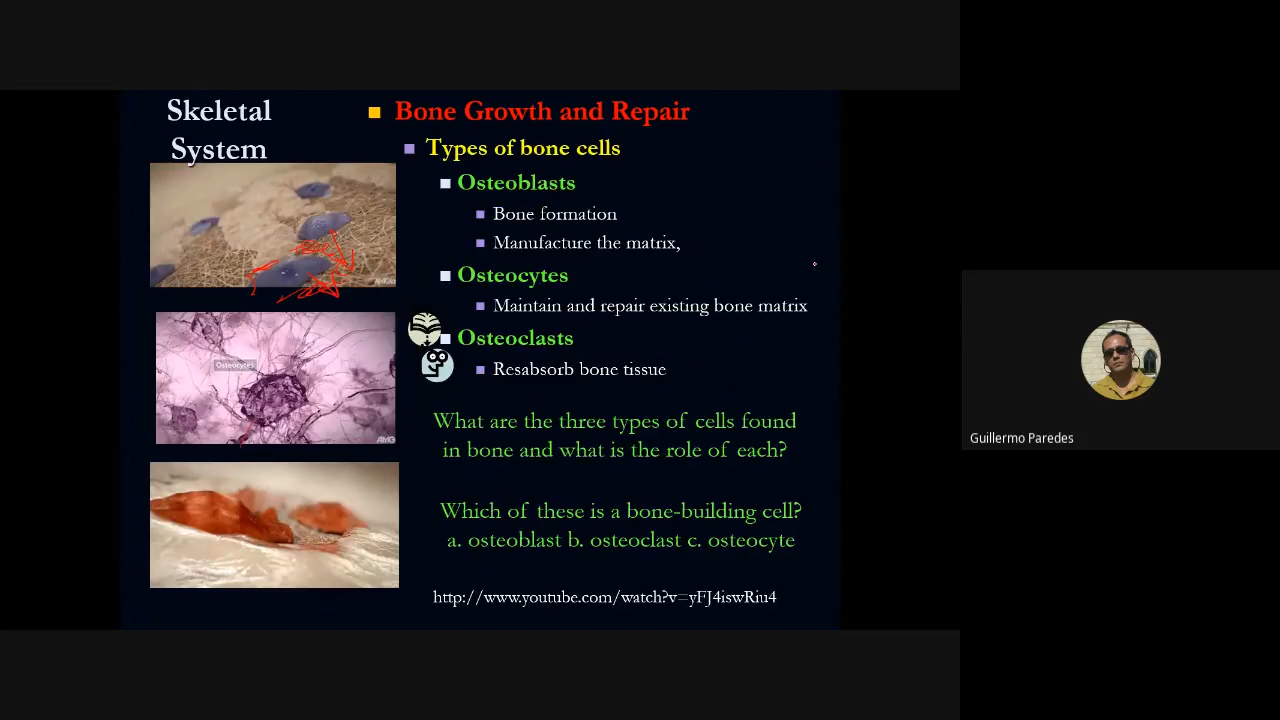 Skeletal
System
Bone Growth and Repair
Types of bone cells
Osteoblasts
Bone formation
Manufacture the matrix,
Osteocytes
Maintain and repair existing bone matrix
Osteoclasts
Resabsorb bone tissue
What are the three types of cells found
in bone and what is the role of each?
Which of these is a bone-building cell?
a. osteoblast b. osteoclast c. osteocyte
http://www.youtube.com/watch?v=yFJ4iswRiu4
AMG
Osteocytes
AMG
Guillermo Paredes